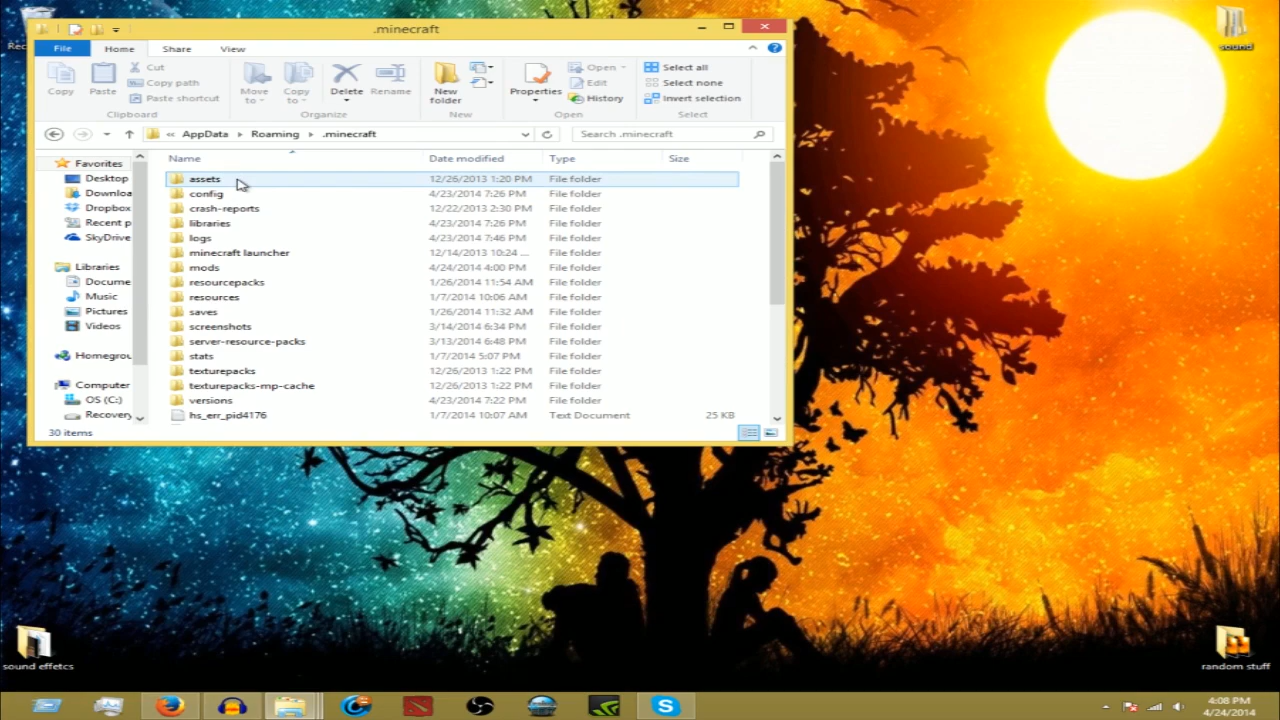 .minecraft
File Home Share View
Copy
Paste
Cut
Copy path
Paste shortcut
Clipboard
Move to
Copy to
Delete
Rename
Organize
New folder
New
Properties
Open
Edit
History
Open
Select all
Select none
Invert selection
Select
« AppData Roaming .minecraft
Search .minecraft
Favorites
Desktop
Downloa
Dropbox
Recent p
SkyDrive
Libraries
Docume
Music
Pictures
Videos
Homegrou
Computer
OS (C:)
Recovery
Name Date modified Type Size
assets 12/26/2013 1:20 PM File folder
config 4/23/2014 7:26 PM File folder
crash-reports 12/22/2013 2:30 PM File folder
libraries 4/23/2014 7:26 PM File folder
logs 4/23/2014 7:46 PM File folder
minecraft launcher 12/14/2013 10:24 ... File folder
mods 4/24/2014 4:00 PM File folder
resourcepacks 1/26/2014 11:54 AM File folder
resources 1/7/2014 10:06 AM File folder
saves 1/26/2014 11:32 AM File folder
screenshots 3/14/2014 6:34 PM File folder
server-resource-packs 3/13/2014 6:48 PM File folder
stats 1/7/2014 5:07 PM File folder
texturepacks 12/26/2013 1:22 PM File folder
texturepacks-mp-cache 12/26/2013 1:22 PM File folder
versions 4/23/2014 7:22 PM File folder
hs_err_pid4176 1/7/2014 10:07 AM Text Document 25 KB
30 items
Rec
sound
sound effetcs
random stuff
4:08 PM
4/24/2014